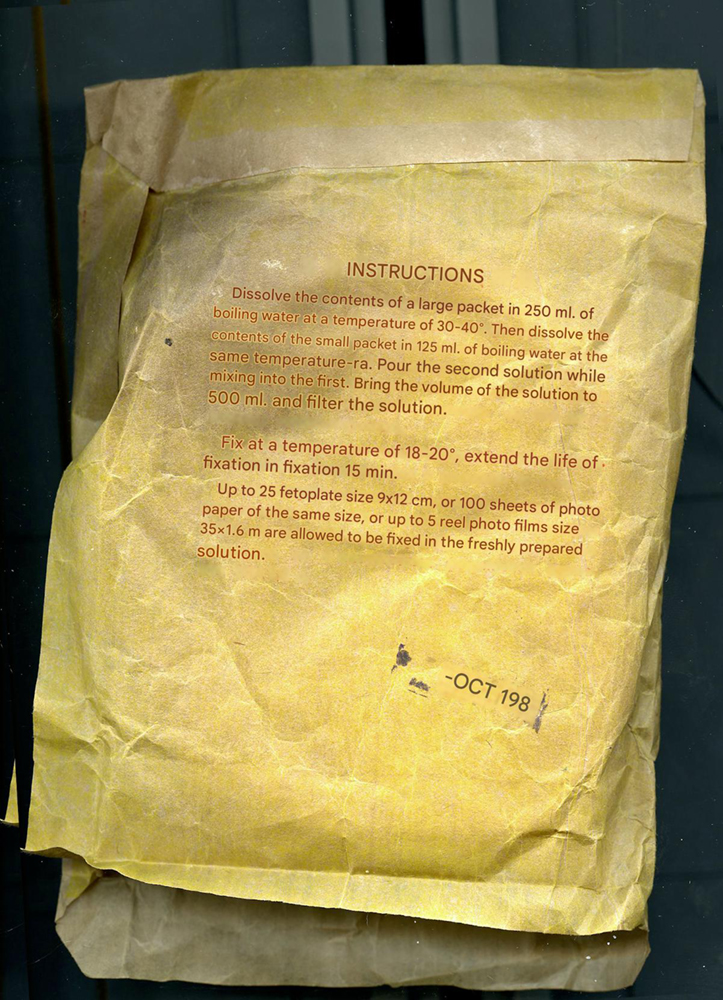 INSTRUCTIONS
Dissolve the contents of a large packet in 250 ml. of
boiling water at a temperature of 30-40°. Then dissolve the
contents of the small packet in 125 ml. of boiling water at the
same temperature-ra. Pour the second solution while
mixing into the first. Bring the volume of the solution to
500 ml. and filter the solution.
Fix at a temperature of 18-20°, extend the life of
fixation in fixation 15 min.
Up to 25 fetoplate size 9x12 cm, or 100 sheets of photo
paper of the same size, or up to 5 reel photo films size
35×1.6 m are allowed to be fixed in the freshly prepared
solution.
-OCT 198